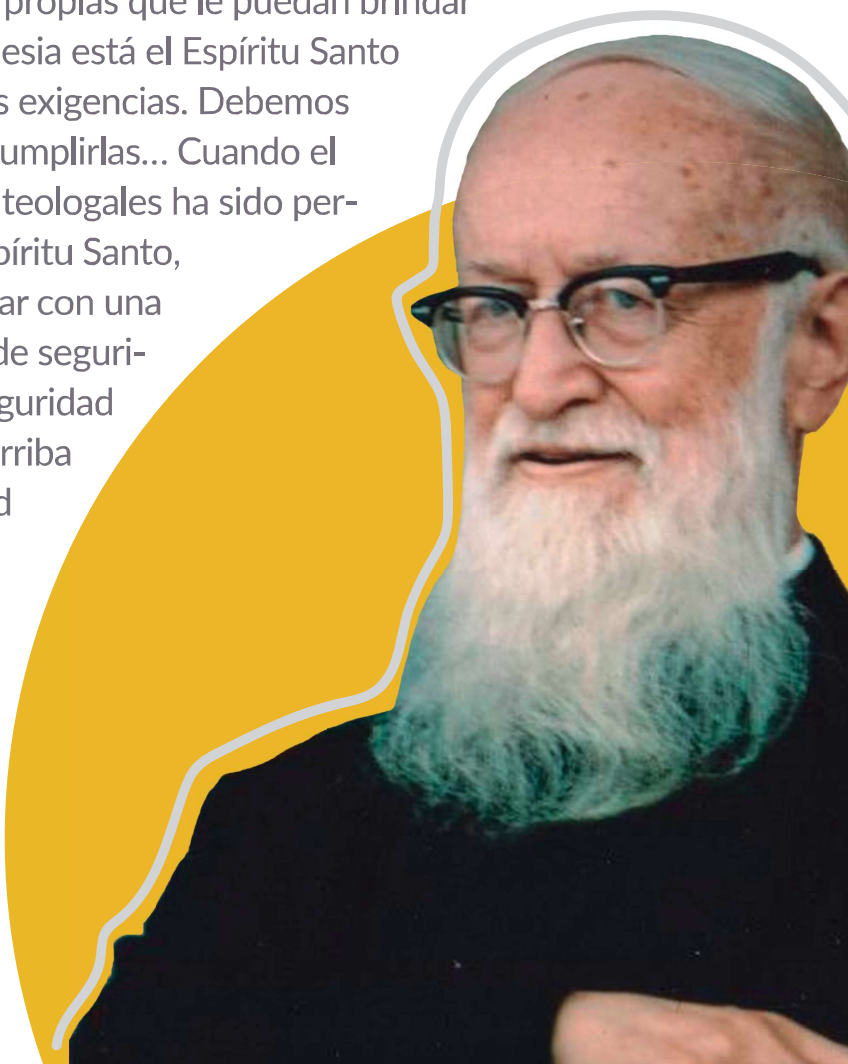 propias que le puedan brindar
esia está el Espíritu Santo
s exigencias. Debemos
umplirlas... Cuando el
teologales ha sido per-
píritu Santo,
ar con una
de seguri-
guridad
rriba
d